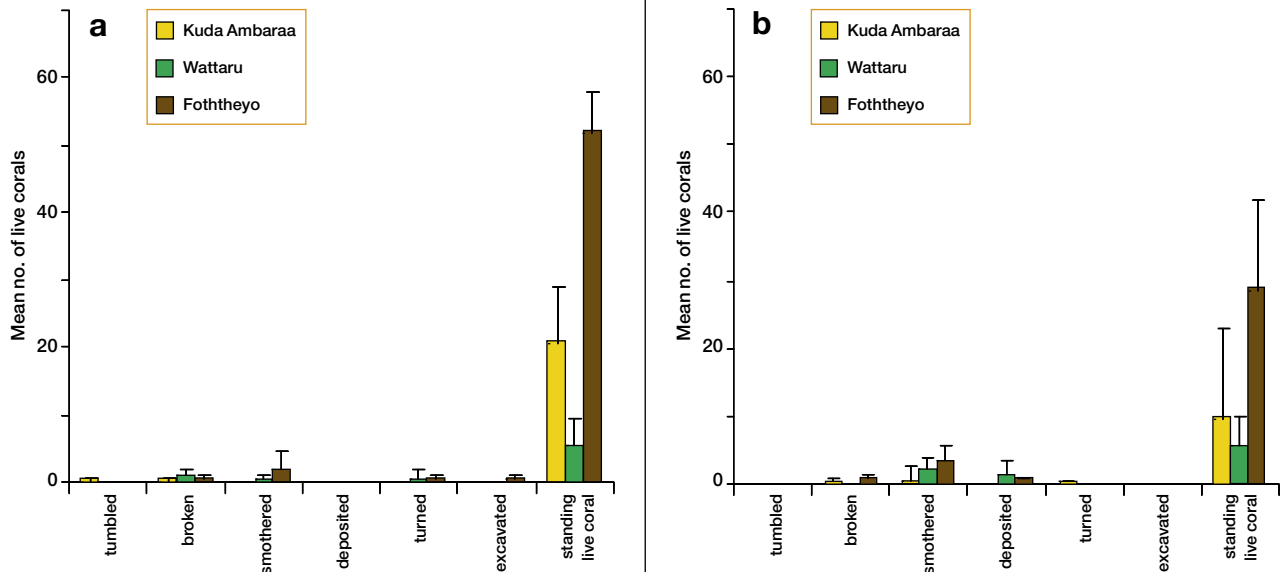 a
Kuda Ambaraa
Wattaru
Foththeyo
Mean no. of live corals
60
40
20
0
tumbled
broken
smothered
deposited
turned
excavated
standing
live coral
b
Kuda Ambaraa
Wattaru
Foththeyo
Mean no. of live corals
60
40
20
0
tumbled
broken
smothered
deposited
turned
excavated
standing
live coral